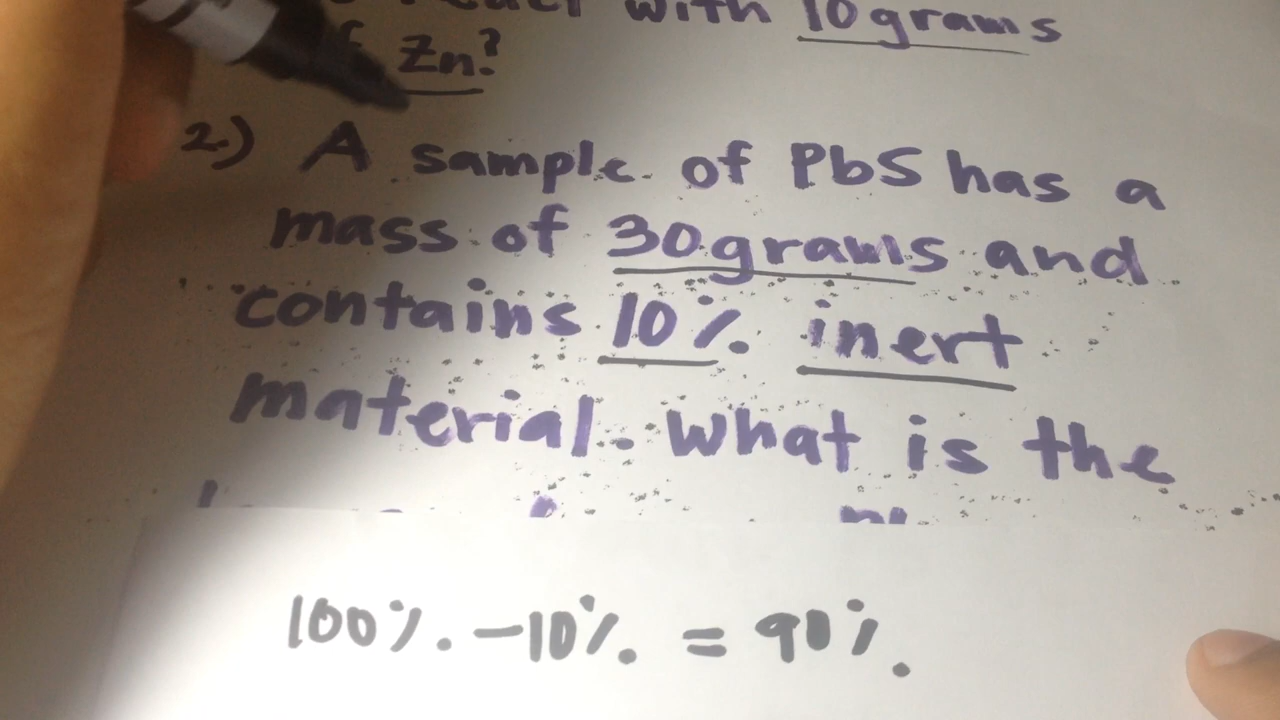 with 10 grams
Zn?
2.) A sample of PbS has a
mass of 30 grams and
contains 10% inert
material. What is the
100% - 10% = 90%